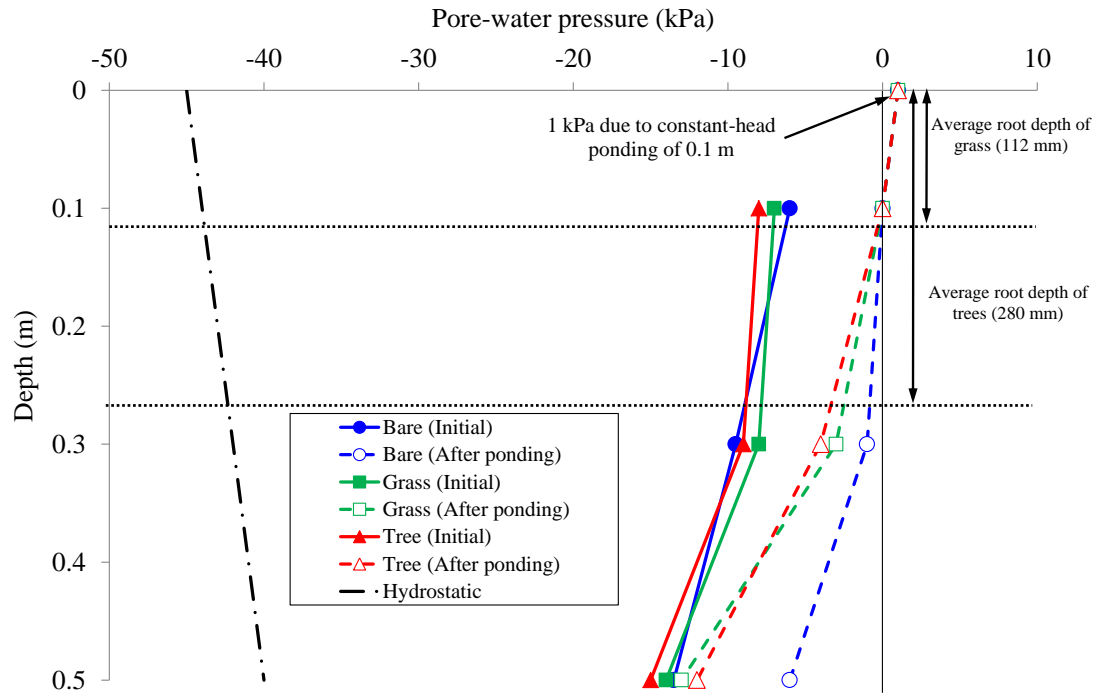 Pore-water pressure (kPa)
-50 -40 -30 -20 -10 0 10
0
0.1
0.2
0.3
0.4
0.5
Depth (m)
1 kPa due to constant-head
ponding of 0.1 m
Average root depth of
grass (112 mm)
Average root depth of
trees (280 mm)
Bare (Initial)
Bare (After ponding)
Grass (Initial)
Grass (After ponding)
Tree (Initial)
Tree (After ponding)
Hydrostatic